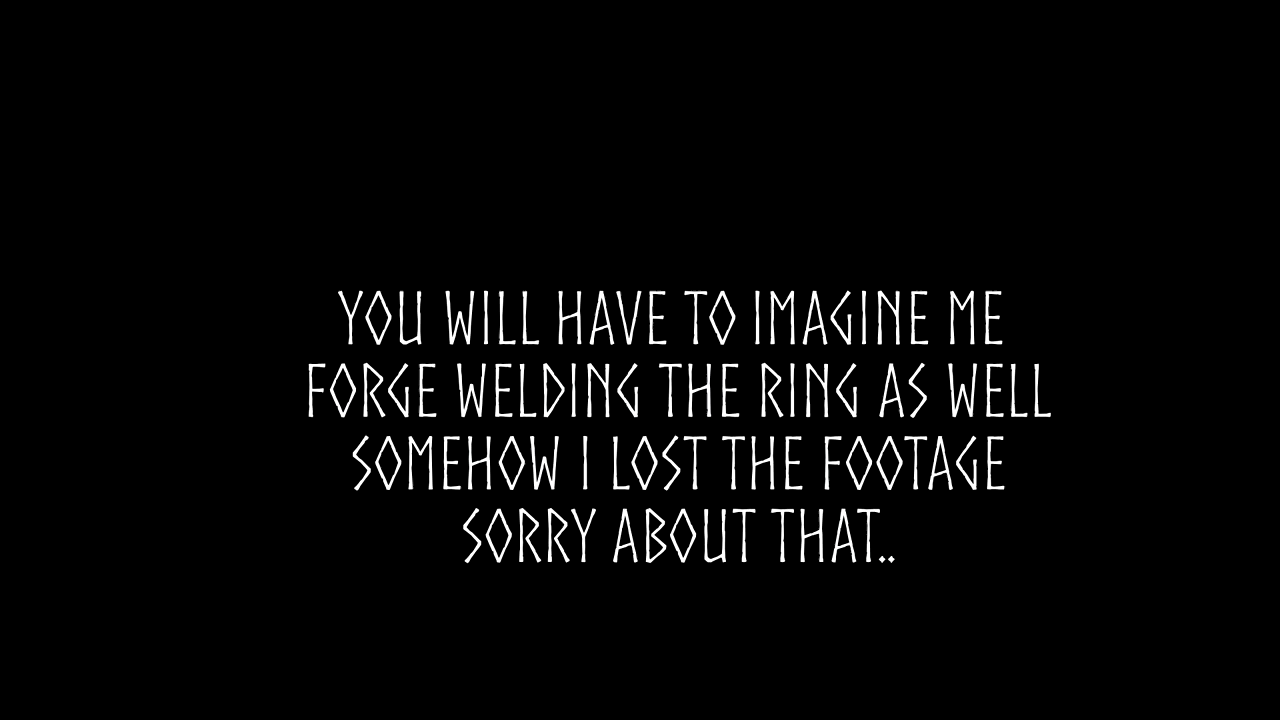 YOU WILL HAVE TO IMAGINE ME
FORGE WELDING THE RING AS WELL
SOMEHOW I LOST THE FOOTAGE
SORRY ABOUT THAT..